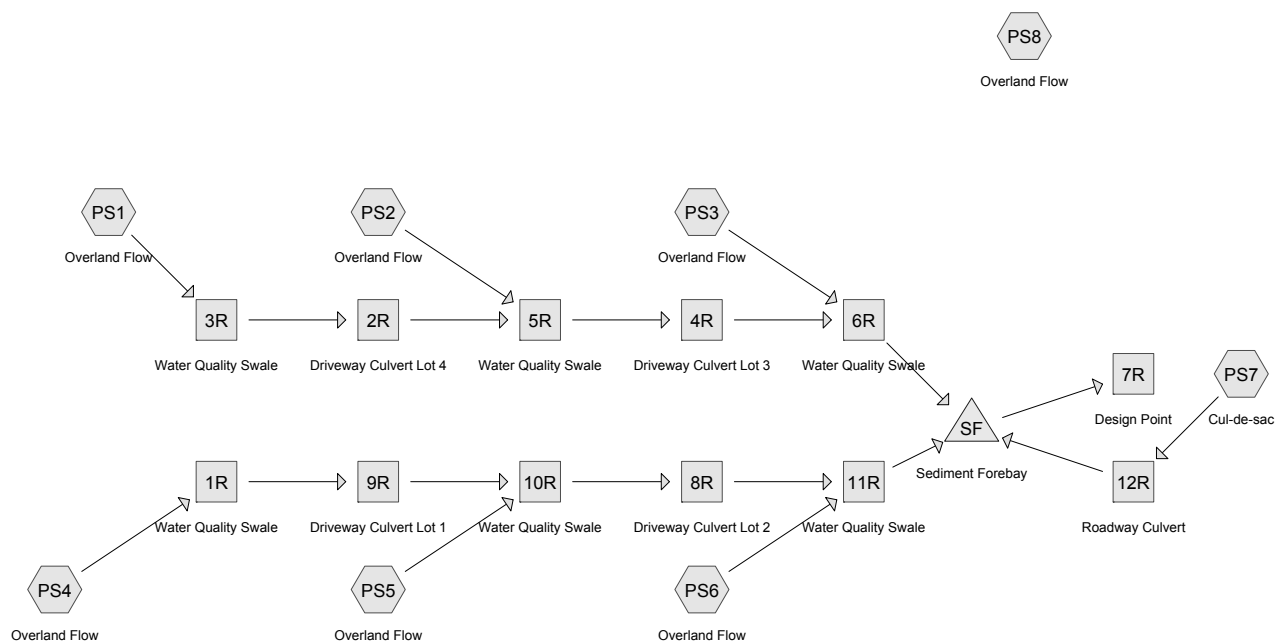 PS8
Overland Flow
PS1
Overland Flow
PS2
Overland Flow
PS3
Overland Flow
3R
Water Quality Swale
2R
Driveway Culvert Lot 4
5R
Water Quality Swale
4R
Driveway Culvert Lot 3
6R
Water Quality Swale
7R
Design Point
PS7
Cul-de-sac
SF
Sediment Forebay
1R
Water Quality Swale
9R
Driveway Culvert Lot 1
10R
Water Quality Swale
8R
Driveway Culvert Lot 2
11R
Water Quality Swale
12R
Roadway Culvert
PS4
Overland Flow
PS5
Overland Flow
PS6
Overland Flow